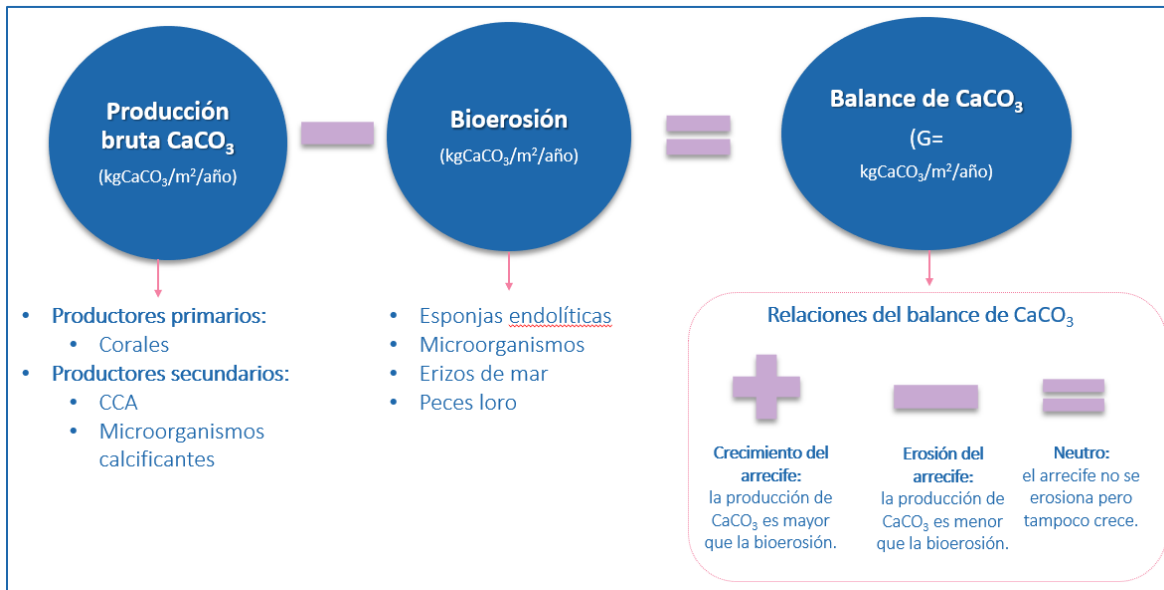 Producción
bruta CaCO₃
(kgCaCO₃/m²/año)
Bioerosión
(kgCaCO₃/m²/año)
Balance de CaCO₃
(G=
kgCaCO₃/m²/año)
• Productores primarios:
• Corales
• Productores secundarios:
• CCA
• Microorganismos
calcificantes
• Esponjas endolíticas
• Microorganismos
• Erizos de mar
• Peces loro
Relaciones del balance de CaCO₃
Crecimiento del
arrecife:
la producción de
CaCO₃ es mayor
que la bioerosión.
Erosión del
arrecife:
la producción de
CaCO₃ es menor
que la bioerosión.
Neutro:
el arrecife no se
erosiona pero
tampoco crece.